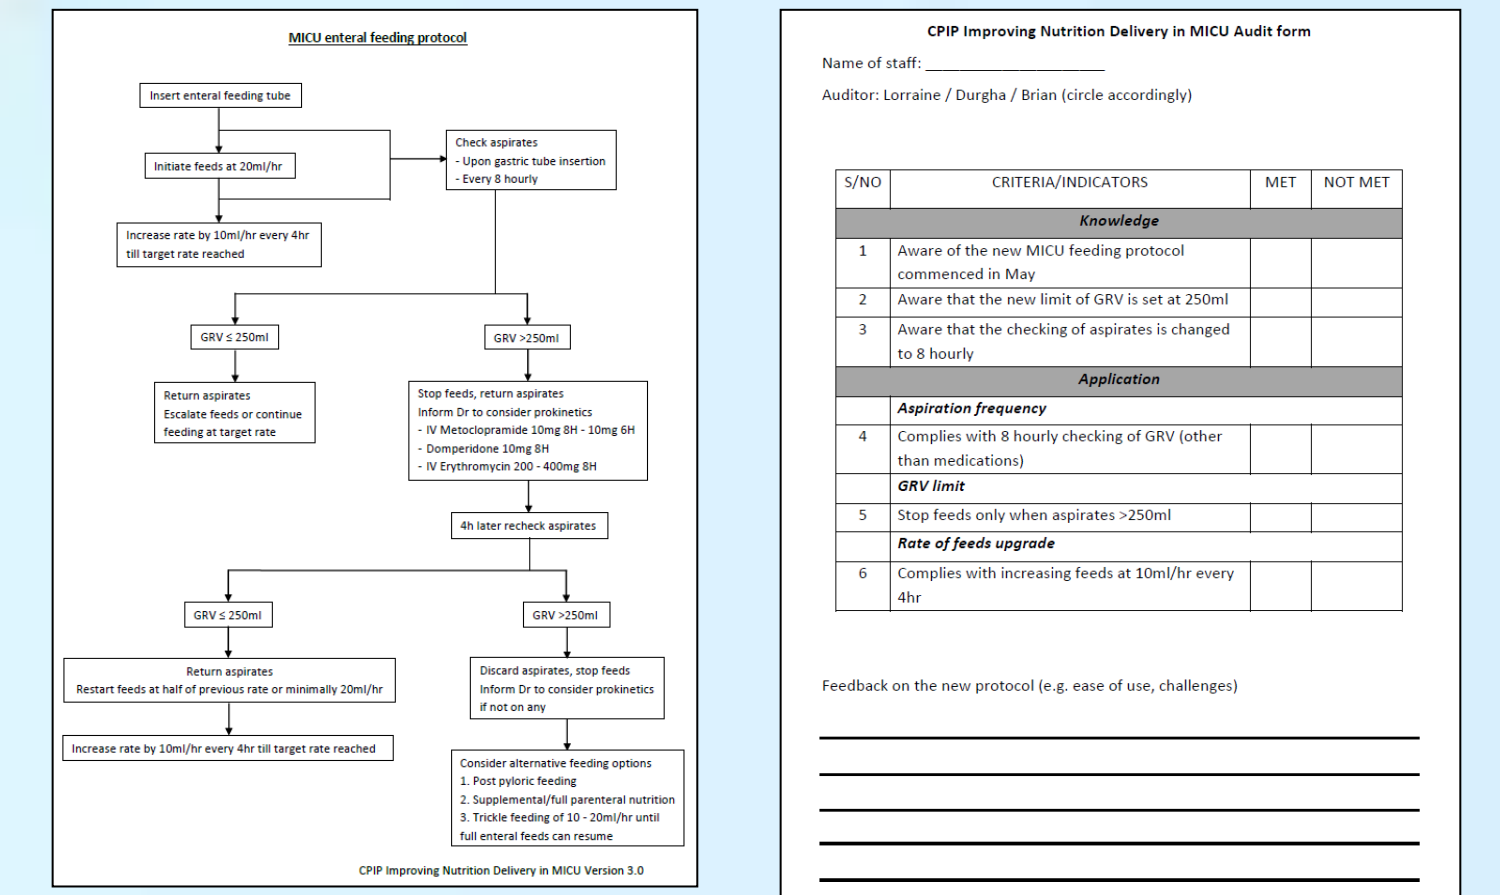 MICU enteral feeding protocol
Insert enteral feeding tube
Initiate feeds at 20ml/hr
Increase rate by 10ml/hr every 4hr
till target rate reached
Check aspirates
- Upon gastric tube insertion
- Every 8 hourly
GRV ≤ 250ml
Return aspirates
Escalate feeds or continue
feeding at target rate
GRV >250ml
Stop feeds, return aspirates
Inform Dr to consider prokinetics
- IV Metoclopramide 10mg 8H - 10mg 6H
- Domperidone 10mg 8H
- IV Erythromycin 200 - 400mg 8H
4h later recheck aspirates
GRV ≤ 250ml
Return aspirates
Restart feeds at half of previous rate or minimally 20ml/hr
Increase rate by 10ml/hr every 4hr till target rate reached
GRV >250ml
Discard aspirates, stop feeds
Inform Dr to consider prokinetics
if not on any
Consider alternative feeding options
1. Post pyloric feeding
2. Supplemental/full parenteral nutrition
3. Trickle feeding of 10 - 20ml/hr until
full enteral feeds can resume
CPIP Improving Nutrition Delivery in MICU Version 3.0
CPIP Improving Nutrition Delivery in MICU Audit form
Name of staff: ____________________
Auditor: Lorraine / Durgha / Brian (circle accordingly)
S/NO CRITERIA/INDICATORS MET NOT MET
Knowledge
1 Aware of the new MICU feeding protocol
commenced in May
2 Aware that the new limit of GRV is set at 250ml
3 Aware that the checking of aspirates is changed
to 8 hourly
Application
Aspiration frequency
4 Complies with 8 hourly checking of GRV (other
than medications)
GRV limit
5 Stop feeds only when aspirates >250ml
Rate of feeds upgrade
6 Complies with increasing feeds at 10ml/hr every
4hr
Feedback on the new protocol (e.g. ease of use, challenges)